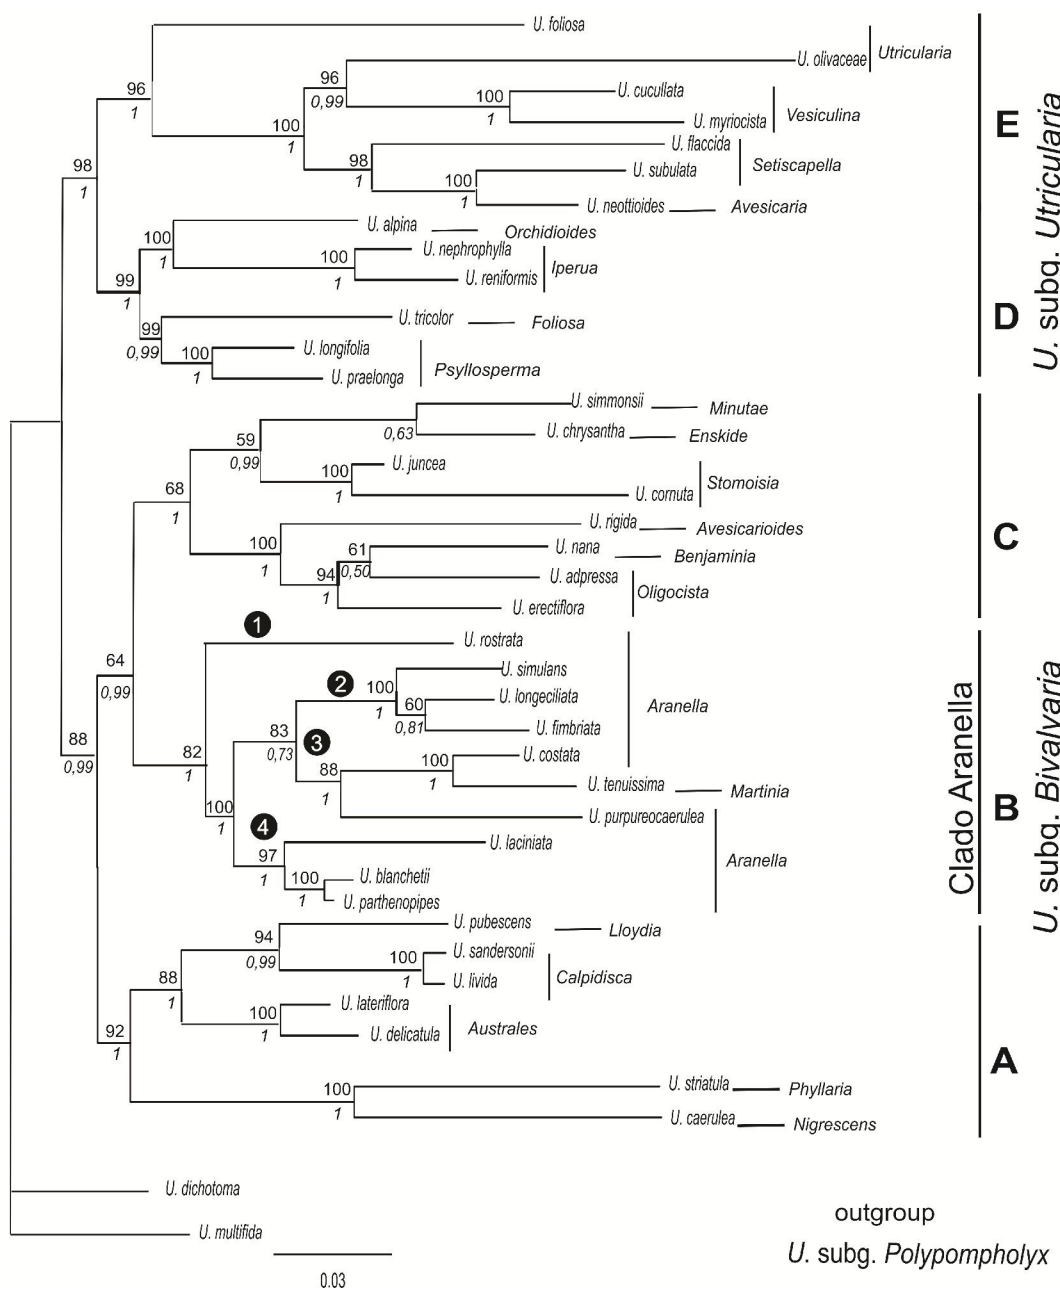 U. foliosa
U. olivaceae
Utricularia
96
1
96
0,99
U. cucullata
100
1
U. myriocista
Vesiculina
100
1
U. flaccida
98
1
U. subulata
Setiscapella
100
1
U. neottioides
Avesicaria
E
98
1
U. alpina
Orchidioides
100
1
U. nephrophylla
100
1
U. reniformis
Iperua
99
1
U. tricolor
Foliosa
99
0,99
U. longifolia
100
1
U. praelonga
Psyllosperma
D
U. subg. Utricularia
U. simmonsii
Minutae
0,63
U. chrysantha
Enskide
59
0,99
U. juncea
100
1
U. cornuta
Stomoisia
68
1
U. rigida
Avesicarioides
100
1
U. nana
Benjaminia
61
0,50
U. adpressa
94
1
U. erectiflora
Oligocista
C
64
0,99
1
U. rostrata
2
U. simulans
100
1
60
0,81
U. longeciliata
U. fimbriata
Aranella
83
0,73
3
U. costata
100
1
88
1
U. tenuissima
Martinia
U. purpureocaerulea
82
1
100
1
4
97
1
U. laciniata
Aranella
100
1
U. blanchetii
U. parthenopipes
Clado Aranella
B
U. subg. Bivalvaria
88
0,99
U. pubescens
Lloydia
94
0,99
U. sandersonii
100
1
U. livida
Calpidisca
88
1
U. lateriflora
100
1
U. delicatula
Australes
92
1
U. striatula
Phyllaria
100
1
U. caerulea
Nigrescens
A
U. dichotoma
U. multifida
outgroup
U. subg. Polypompholyx
0.03